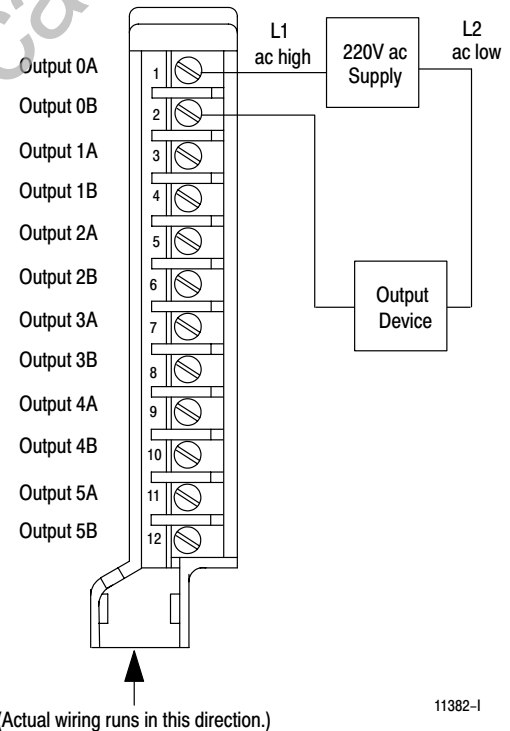 L1
ac high
220V ac
Supply
L2
ac low
Output 0A
1
Output 0B
2
Output 1A
3
Output 1B
4
Output 2A
5
Output 2B
6
Output 3A
7
Output 3B
8
Output 4A
9
Output 4B
10
Output 5A
11
Output 5B
12
Output
Device
(Actual wiring runs in this direction.)
11382–I